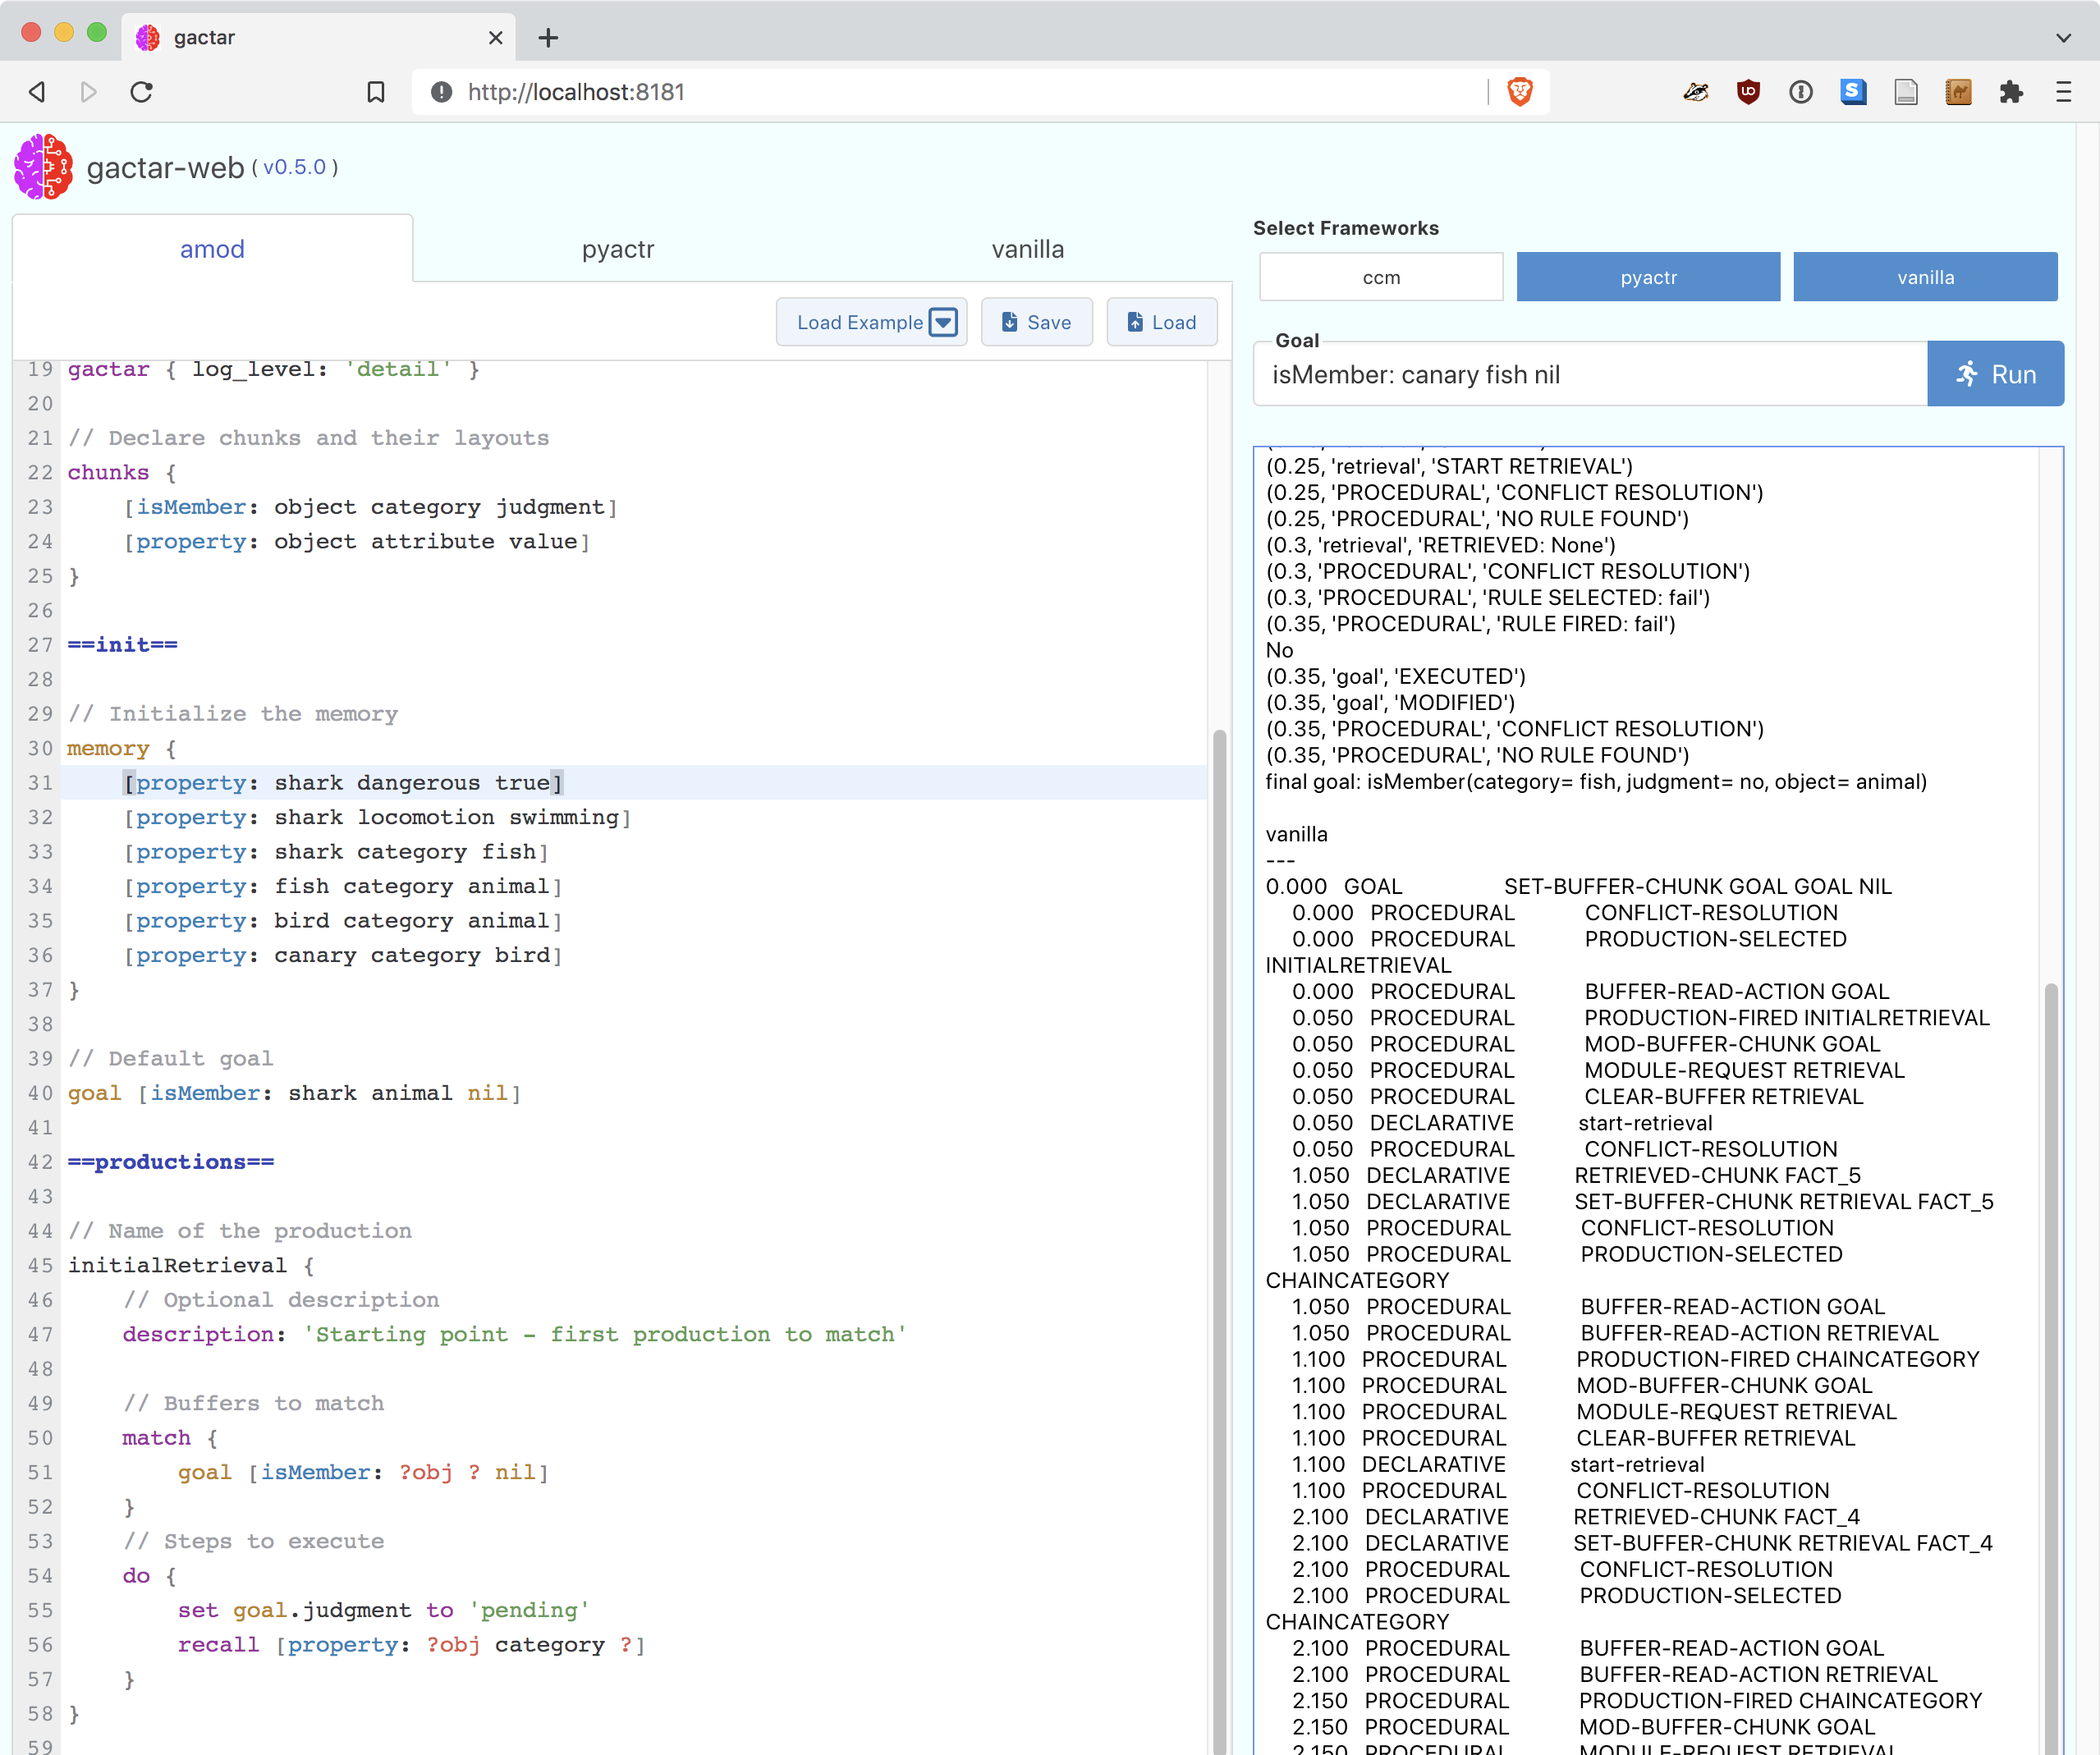 gactar
http://localhost:8181
gactar-web ( v0.5.0 )
amod
pyactr
vanilla
Load Example
Save
Load
19 gactar { log_level: 'detail' }
20
21 // Declare chunks and their layouts
22 chunks {
23 [isMember: object category judgment]
24 [property: object attribute value]
25 }
26
27 ==init==
28
29 // Initialize the memory
30 memory {
31 [property: shark dangerous true]
32 [property: shark locomotion swimming]
33 [property: shark category fish]
34 [property: fish category animal]
35 [property: bird category animal]
36 [property: canary category bird]
37 }
38
39 // Default goal
40 goal [isMember: shark animal nil]
41
42 ==productions==
43
44 // Name of the production
45 initialRetrieval {
46 // Optional description
47 description: 'Starting point – first production to match'
48
49 // Buffers to match
50 match {
51 goal [isMember: ?obj ? nil]
52 }
53 // Steps to execute
54 do {
55 set goal.judgment to 'pending'
56 recall [property: ?obj category ?]
57 }
58 }
59
Select Frameworks
ccm
pyactr
vanilla
Goal
isMember: canary fish nil
Run
(0.25, 'retrieval', 'START RETRIEVAL')
(0.25, 'PROCEDURAL', 'CONFLICT RESOLUTION')
(0.25, 'PROCEDURAL', 'NO RULE FOUND')
(0.3, 'retrieval', 'RETRIEVED: None')
(0.3, 'PROCEDURAL', 'CONFLICT RESOLUTION')
(0.3, 'PROCEDURAL', 'RULE SELECTED: fail')
(0.35, 'PROCEDURAL', 'RULE FIRED: fail')
No
(0.35, 'goal', 'EXECUTED')
(0.35, 'goal', 'MODIFIED')
(0.35, 'PROCEDURAL', 'CONFLICT RESOLUTION')
(0.35, 'PROCEDURAL', 'NO RULE FOUND')
final goal: isMember(category= fish, judgment= no, object= animal)
vanilla
---
0.000 GOAL SET-BUFFER-CHUNK GOAL GOAL NIL
0.000 PROCEDURAL CONFLICT-RESOLUTION
0.000 PROCEDURAL PRODUCTION-SELECTED
INITIALRETRIEVAL
0.000 PROCEDURAL BUFFER-READ-ACTION GOAL
0.050 PROCEDURAL PRODUCTION-FIRED INITIALRETRIEVAL
0.050 PROCEDURAL MOD-BUFFER-CHUNK GOAL
0.050 PROCEDURAL MODULE-REQUEST RETRIEVAL
0.050 PROCEDURAL CLEAR-BUFFER RETRIEVAL
0.050 DECLARATIVE start-retrieval
0.050 PROCEDURAL CONFLICT-RESOLUTION
1.050 DECLARATIVE RETRIEVED-CHUNK FACT_5
1.050 DECLARATIVE SET-BUFFER-CHUNK RETRIEVAL FACT_5
1.050 PROCEDURAL CONFLICT-RESOLUTION
1.050 PROCEDURAL PRODUCTION-SELECTED
CHAINCATEGORY
1.050 PROCEDURAL BUFFER-READ-ACTION GOAL
1.050 PROCEDURAL BUFFER-READ-ACTION RETRIEVAL
1.100 PROCEDURAL PRODUCTION-FIRED CHAINCATEGORY
1.100 PROCEDURAL MOD-BUFFER-CHUNK GOAL
1.100 PROCEDURAL MODULE-REQUEST RETRIEVAL
1.100 PROCEDURAL CLEAR-BUFFER RETRIEVAL
1.100 DECLARATIVE start-retrieval
1.100 PROCEDURAL CONFLICT-RESOLUTION
2.100 DECLARATIVE RETRIEVED-CHUNK FACT_4
2.100 DECLARATIVE SET-BUFFER-CHUNK RETRIEVAL FACT_4
2.100 PROCEDURAL CONFLICT-RESOLUTION
2.100 PROCEDURAL PRODUCTION-SELECTED
CHAINCATEGORY
2.100 PROCEDURAL BUFFER-READ-ACTION GOAL
2.100 PROCEDURAL BUFFER-READ-ACTION RETRIEVAL
2.150 PROCEDURAL PRODUCTION-FIRED CHAINCATEGORY
2.150 PROCEDURAL MOD-BUFFER-CHUNK GOAL
2.150 PROCEDURAL MODULE-REQUEST RETRIEVAL